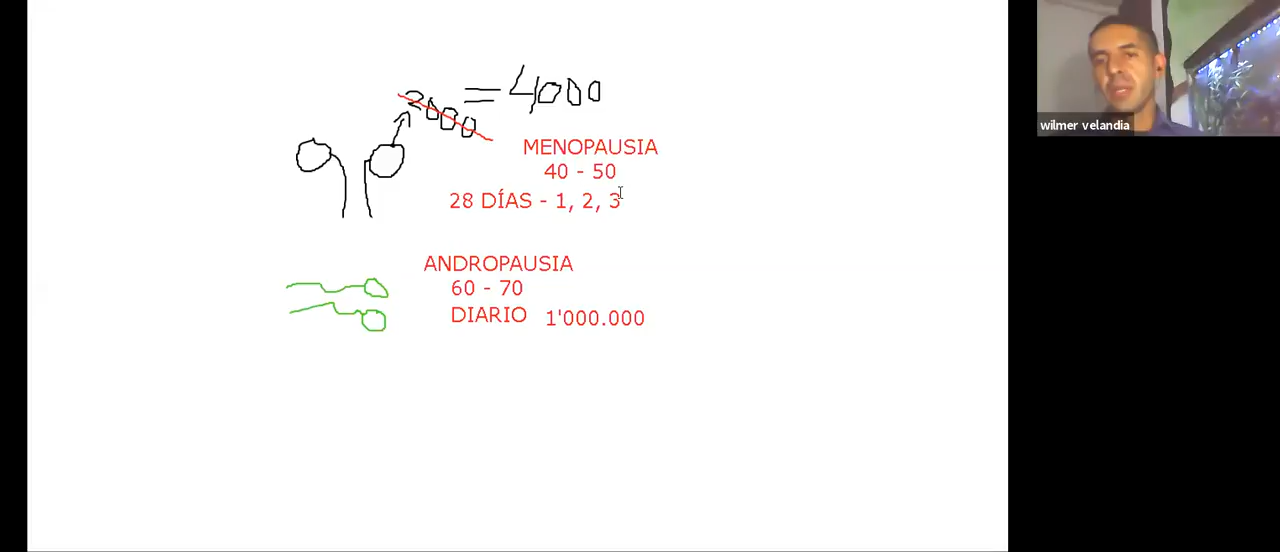 2000 = 4000
MENOPAUSIA
40 - 50
28 DÍAS - 1, 2, 3
ANDROPAUSIA
60 - 70
DIARIO 1'000.000
wilmer velandia